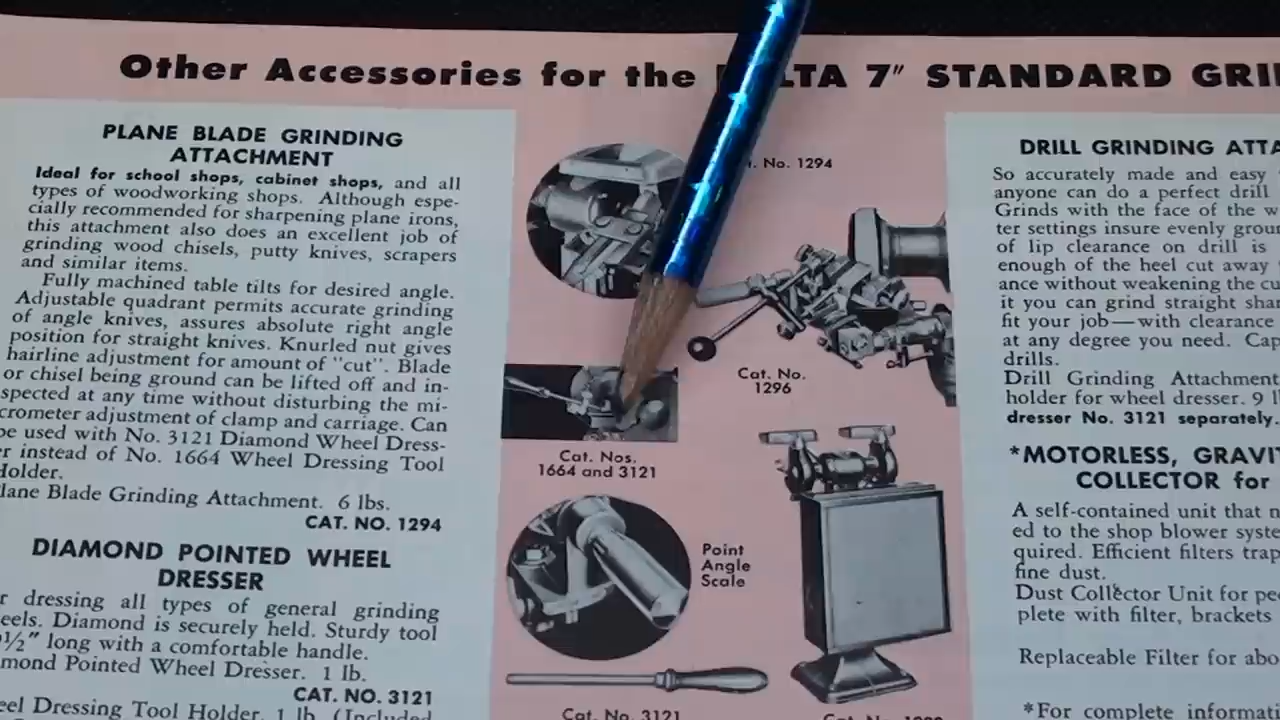 Other Accessories for the 7" STANDARD
PLANE BLADE GRINDING
ATTACHMENT
Ideal for school shops, cabinet shops, and all
types of woodworking shops. Although espe-
cially recommended for sharpening plane irons,
this attachment also does an excellent job of
grinding wood chisels, putty knives, scrapers
and similar items.
Fully machined table tilts for desired angle.
Adjustable quadrant permits accurate grinding
of angle knives, assures absolute right angle
position for straight knives. Knurled nut gives
hairline adjustment for amount of "cut". Blade
or chisel being ground can be lifted off and in-
spected at any time without disturbing the mi-
crometer adjustment of clamp and carriage. Can
be used with No. 3121 Diamond Wheel Dress-
er instead of No. 1664 Wheel Dressing Tool
Holder.
Plane Blade Grinding Attachment. 6 lbs.
CAT. NO. 1294
DIAMOND POINTED WHEEL
DRESSER
dressing all types of general grinding
Diamond is securely held. Sturdy tool
½" long with a comfortable handle.
Pointed Wheel Dresser. 1 lb.
CAT. NO. 3121
Dressing Tool Holder. 1 lb. (Included
No. 1294
Cat. No.
1296
Cat. Nos.
1664 and 3121
Point
Angle
Scale
Cat. No. 3121
Cat. No.
DRILL GRINDING
So accurately made and easy
anyone can do a perfect drill
Grinds with the face of the
ter settings insure evenly
of lip clearance on drill is
enough of the heel cut away
ance without weakening the
it you can grind straight
fit your job—with clearance
at any degree you need.
drills.
Drill Grinding Attachment
holder for wheel dresser. 9
dresser No. 3121 separately.
*MOTORLESS,
COLLECTOR for
A self-contained unit that
ed to the shop blower
quired. Efficient filters trap
fine dust.
Dust Collector Unit for
plete with filter, brackets
Replaceable Filter for
*For complete